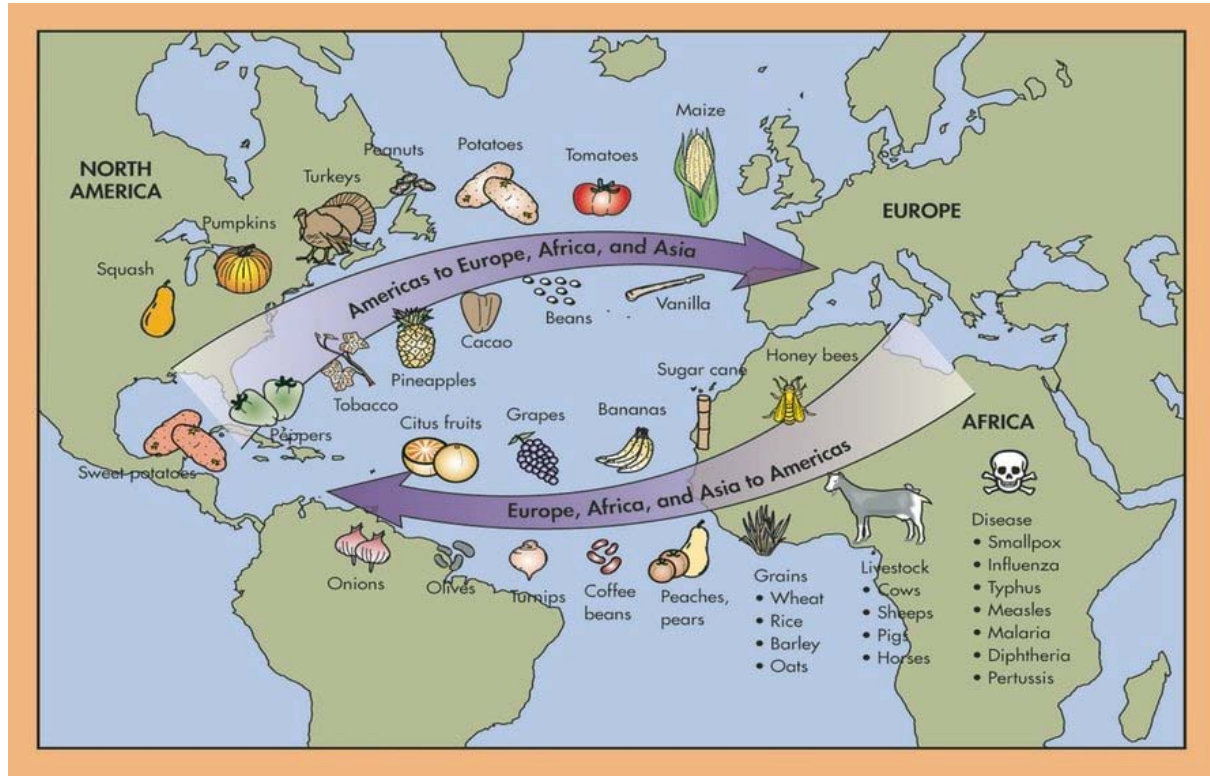 NORTH
AMERICA
Squash
Pumpkins
Turkeys
Peanuts
Potatoes
Tomatoes
Maize
EUROPE
Americas to Europe, Africa, and Asia
Sweet potatoes
Peppers
Tobacco
Pineapples
Cacao
Beans
Vanilla
Citus fruits
Grapes
Bananas
Sugar cane
Honey bees
AFRICA
Europe, Africa, and Asia to Americas
Onions
Olives
Turnips
Coffee
beans
Peaches,
pears
Grains
• Wheat
• Rice
• Barley
• Oats
Livestock
• Cows
• Sheeps
• Pigs
• Horses
Disease
• Smallpox
• Influenza
• Typhus
• Measles
• Malaria
• Diphtheria
• Pertussis